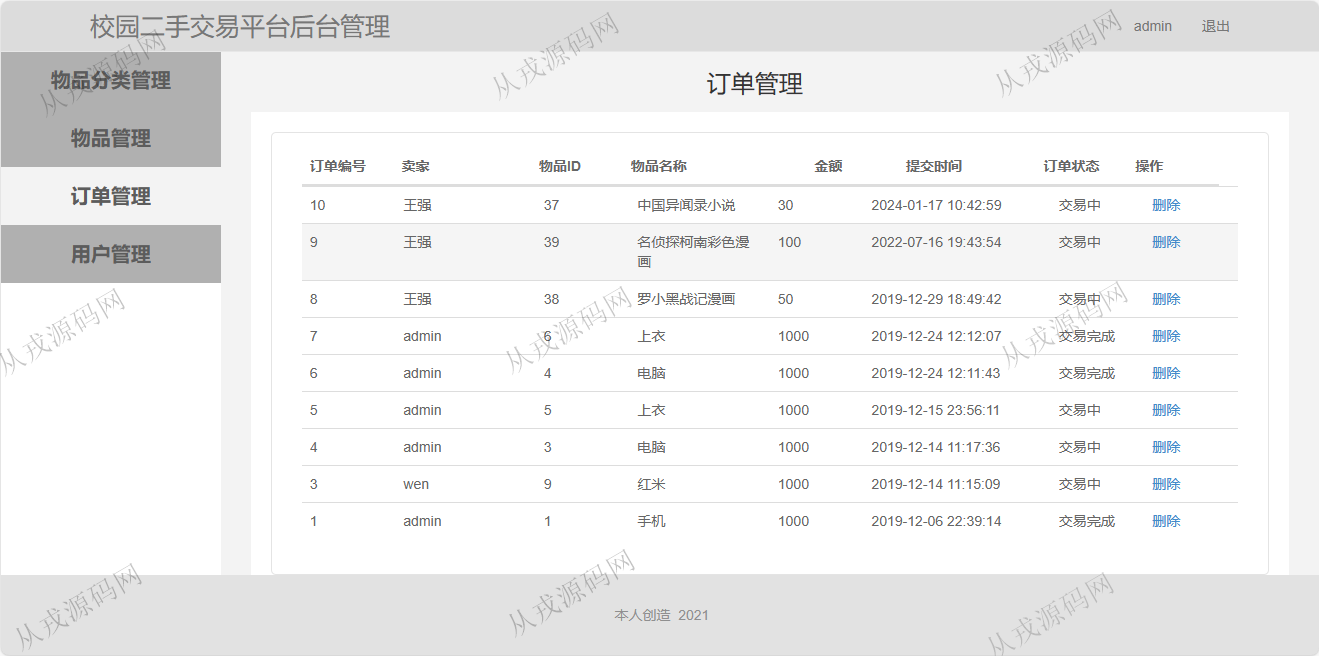 校园二手交易平台后台管理 admin 退出
物品分类管理
物品管理
订单管理
用户管理
订单管理
订单编号 卖家 物品ID 物品名称 金额 提交时间 订单状态 操作
10 王强 37 中国异闻录小说 30 2024-01-17 10:42:59 交易中 删除
9 王强 39 名侦探柯南彩色漫 100 2022-07-16 19:43:54 交易中 删除
画
8 王强 38 罗小黑战记漫画 50 2019-12-29 18:49:42 交易中 删除
7 admin 6 上衣 1000 2019-12-24 12:12:07 交易完成 删除
6 admin 4 电脑 1000 2019-12-24 12:11:43 交易完成 删除
5 admin 5 上衣 1000 2019-12-15 23:56:11 交易中 删除
4 admin 3 电脑 1000 2019-12-14 11:17:36 交易中 删除
3 wen 9 红米 1000 2019-12-14 11:15:09 交易中 删除
1 admin 1 手机 1000 2019-12-06 22:39:14 交易完成 删除
本人创造 2021
从戎源码网
从戎源码网
从戎源码网
从戎源码网
从戎源码网
从戎源码网
从戎源码网
从戎源码网
从戎源码网